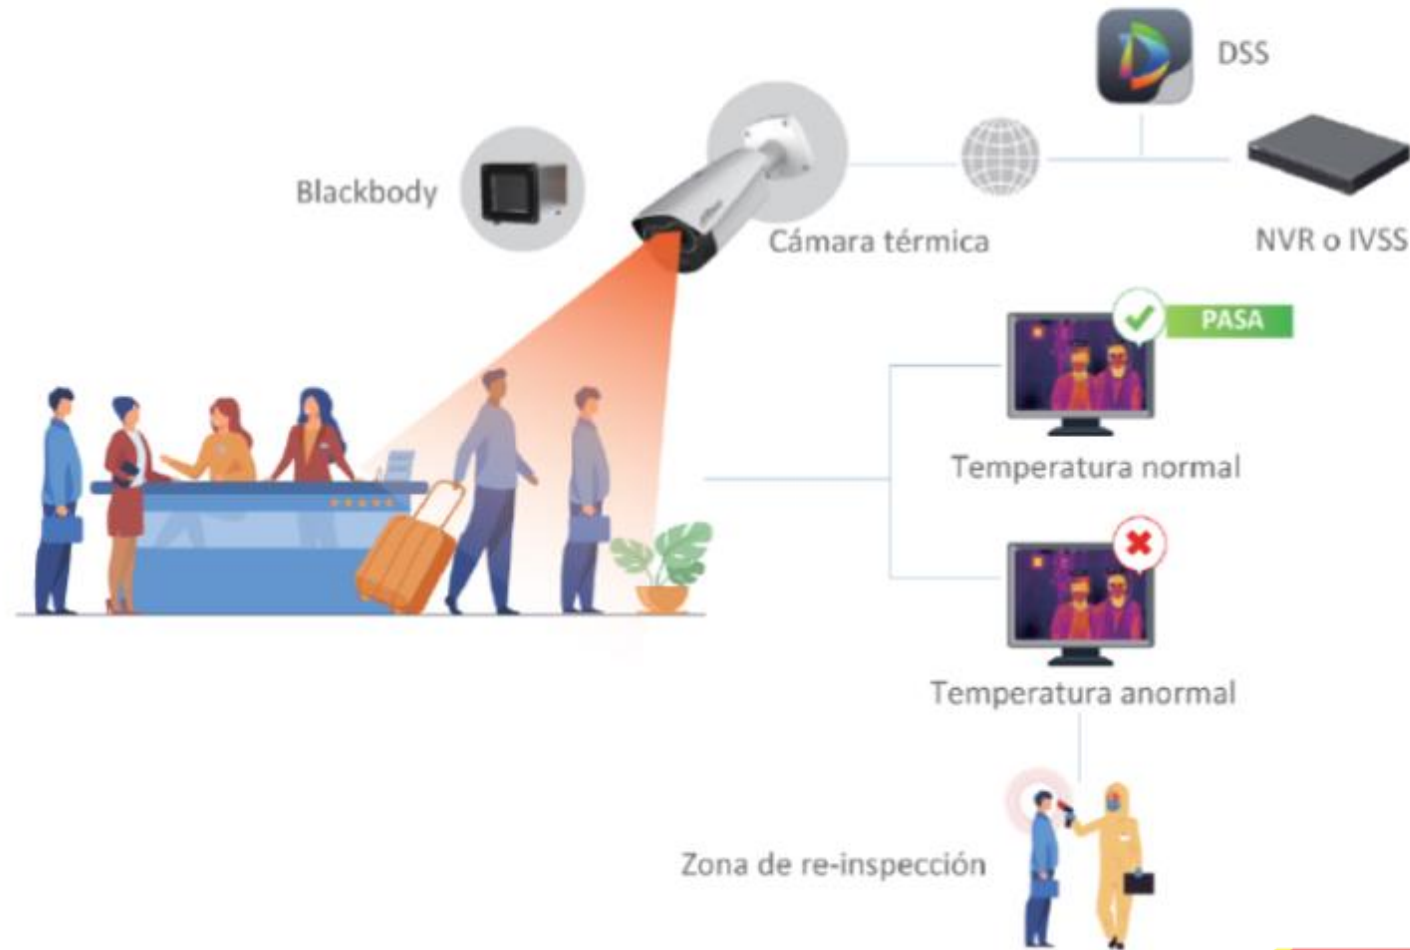 DSS
Blackbody
Cámara térmica
NVR o IVSS
PASA
Temperatura normal
Temperatura anormal
Zona de re-inspección